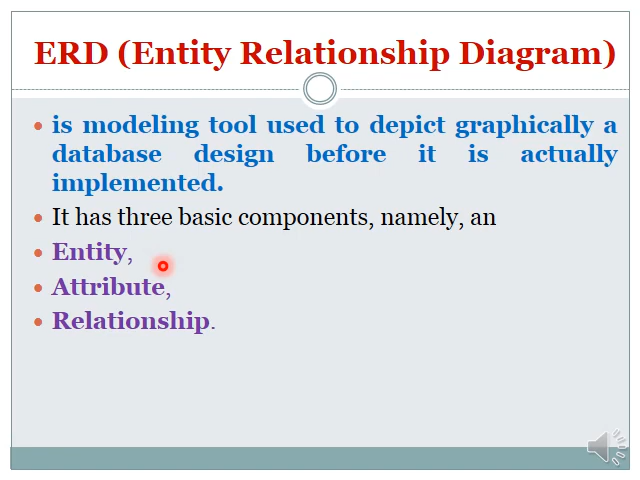 ERD (Entity Relationship Diagram)
• is modeling tool used to depict graphically a
database design before it is actually
implemented.
• It has three basic components, namely, an
• Entity,
• Attribute,
• Relationship.